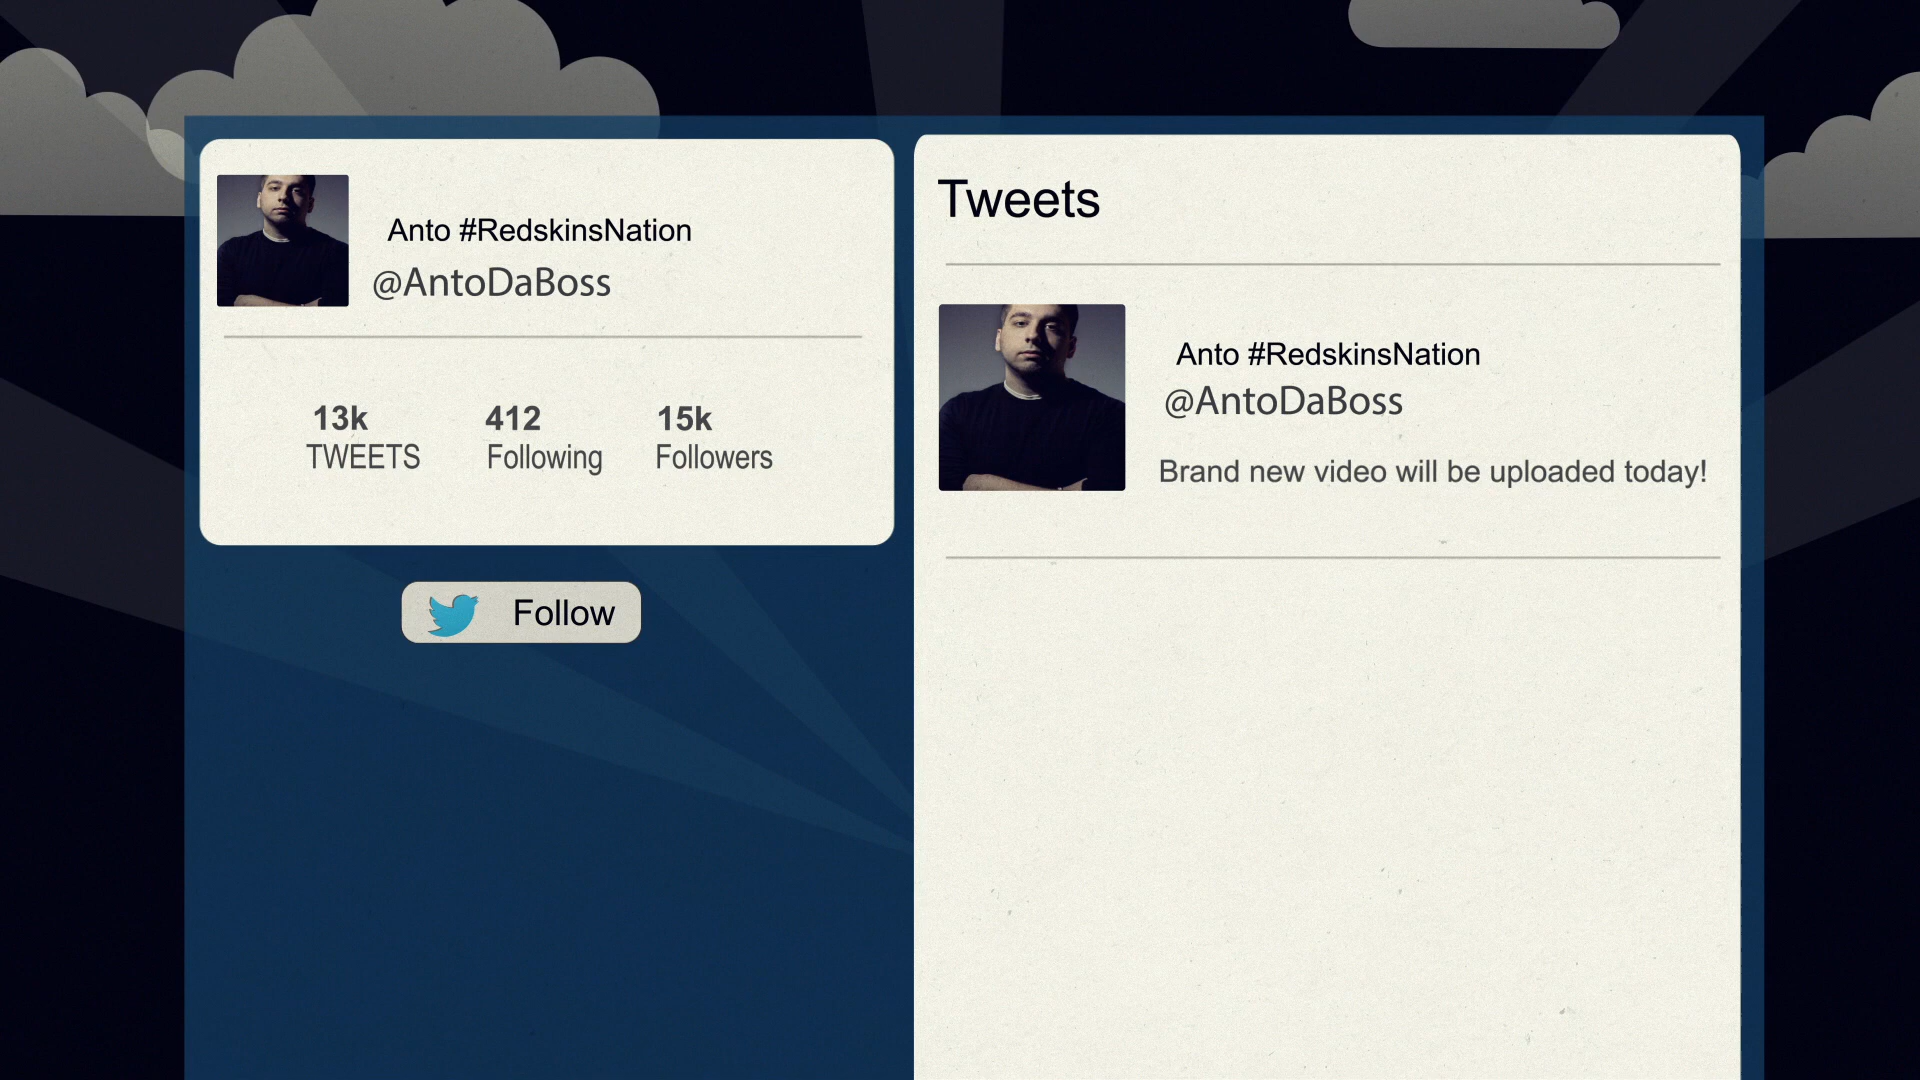 Anto #RedskinsNation
@AntoDaBoss
13k 412 15k
TWEETS Following Followers
Follow
Tweets
Anto #RedskinsNation
@AntoDaBoss
Brand new video will be uploaded today!